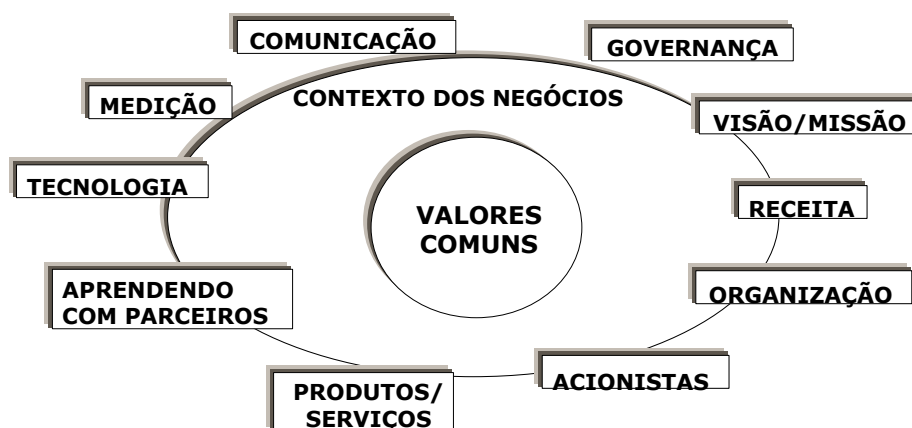 COMUNICAÇÃO
GOVERNANÇA
MEDIÇÃO
CONTEXTO DOS NEGÓCIOS
VISÃO/MISSÃO
TECNOLOGIA
RECEITA
VALORES
COMUNS
APRENDENDO
COM PARCEIROS
ORGANIZAÇÃO
ACIONISTAS
PRODUTOS/
SERVIÇOS